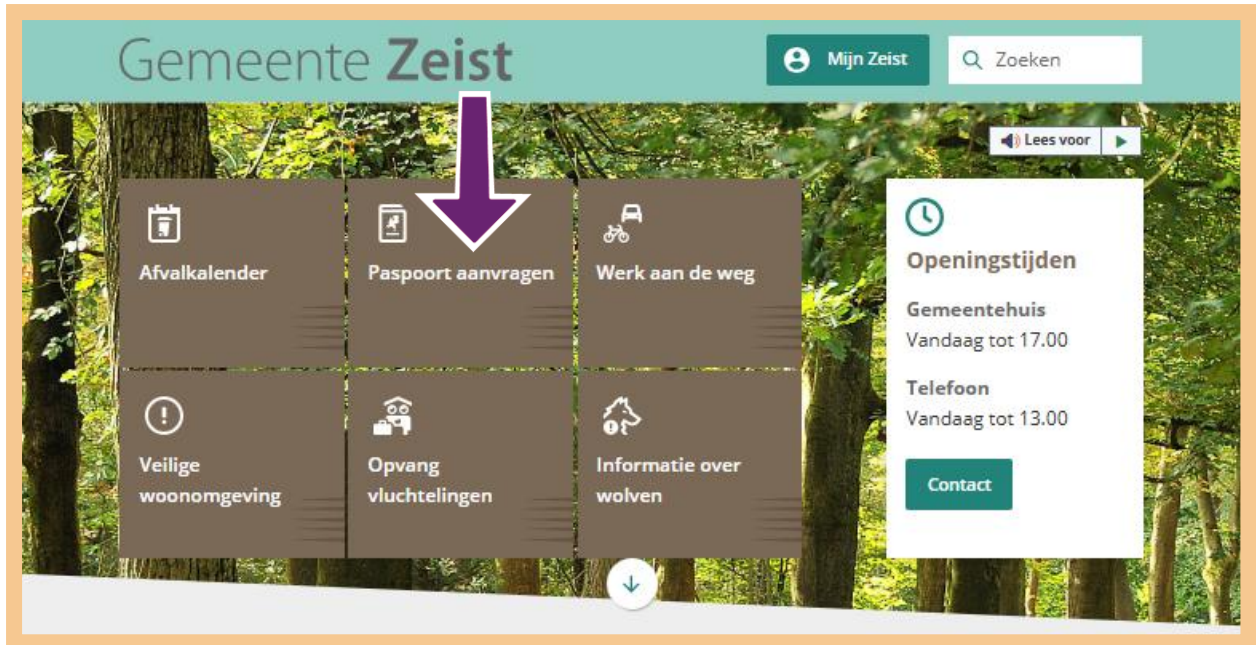 Gemeente Zeist
Mijn Zeist
Zoeken
Lees voor
Afvalkalender
Paspoort aanvragen
Werk aan de weg
Veilige
woonomgeving
Opvang
vluchtelingen
Informatie over
wolven
Openingstijden
Gemeentehuis
Vandaag tot 17.00
Telefoon
Vandaag tot 13.00
Contact